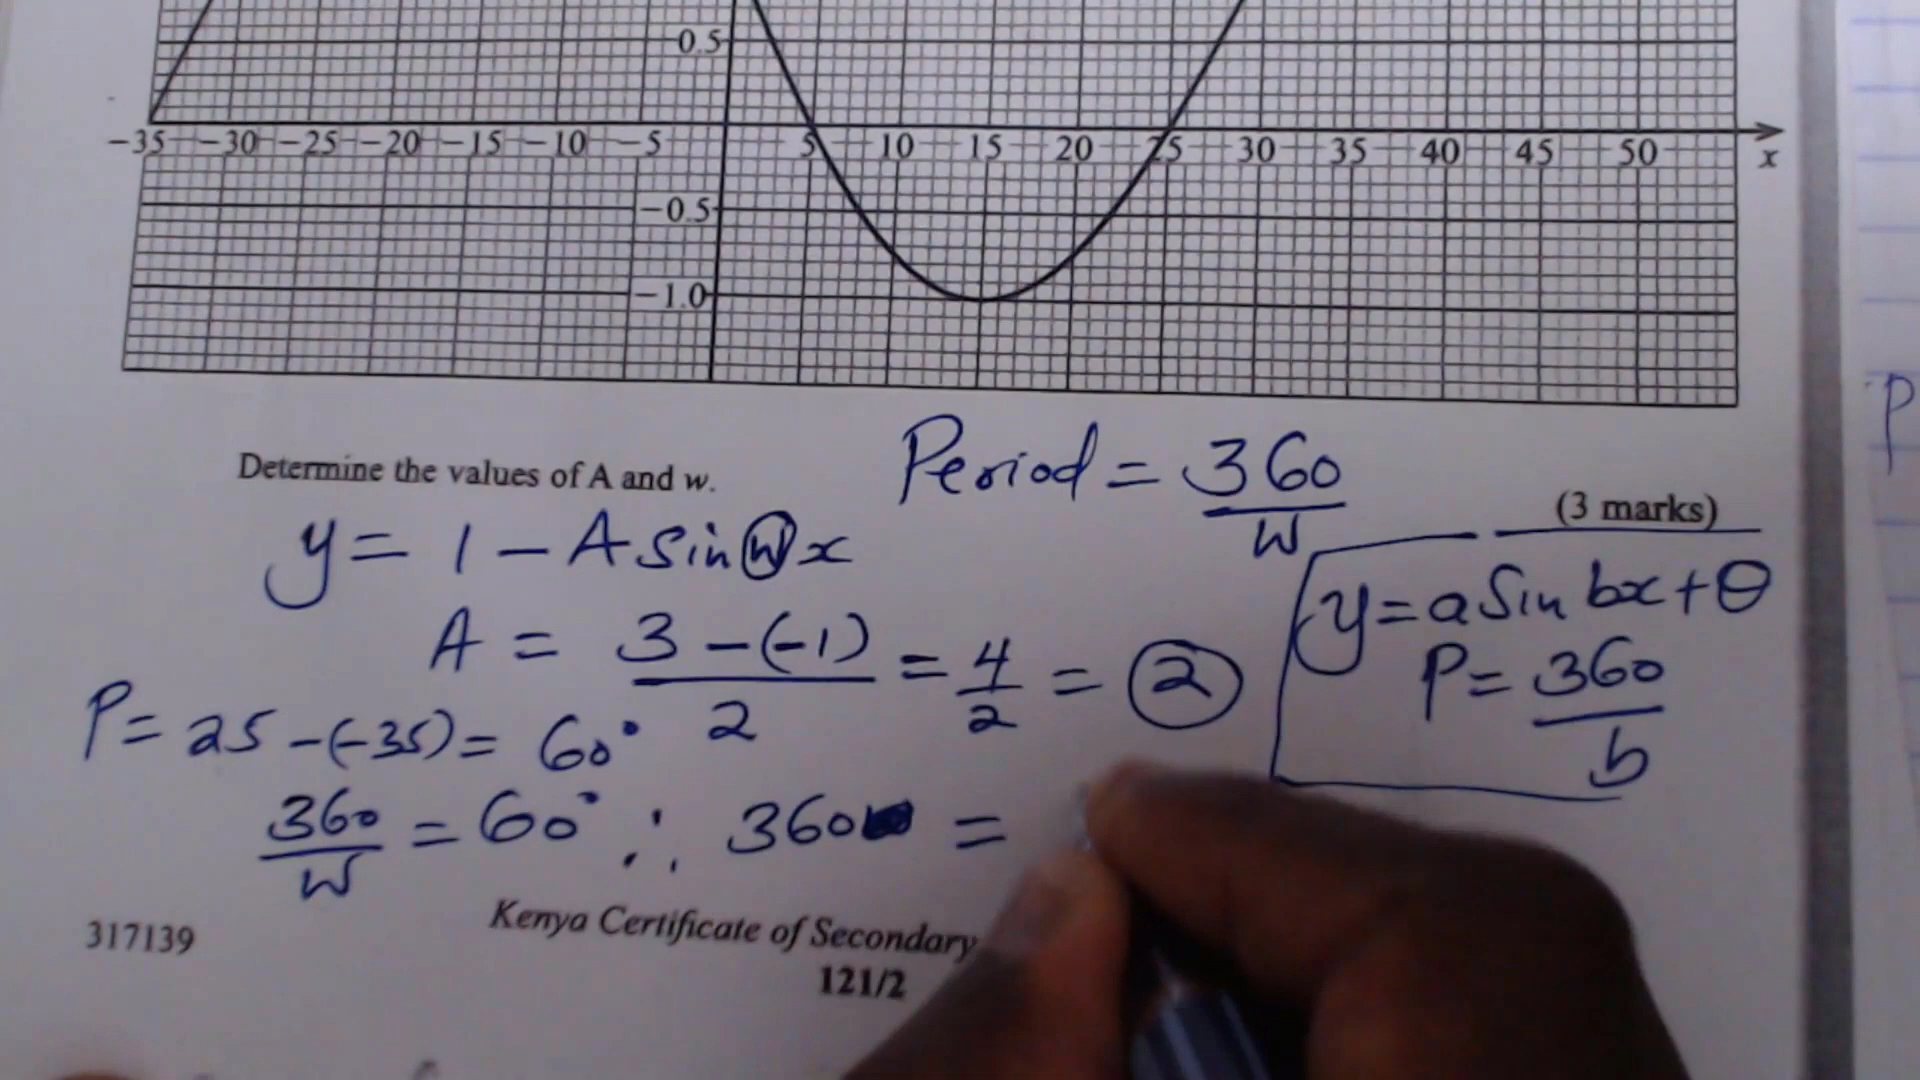 0.5
−35 −30 −25 −20 −15 −10 −5 5 10 15 20 25 30 35 40 45 50 x
−0.5
−1.0
Determine the values of A and w.
(3 marks)
Period = 360/W
y = 1 − A sin W x
A = 3 − (−1)/2 = 4/2 = 2
y = a Sin bx + θ
P = 360/b
P = 25 − (−35) = 60°
360/W = 60° ∴ 360 =
317139
Kenya Certificate of Secondary
121/2
P